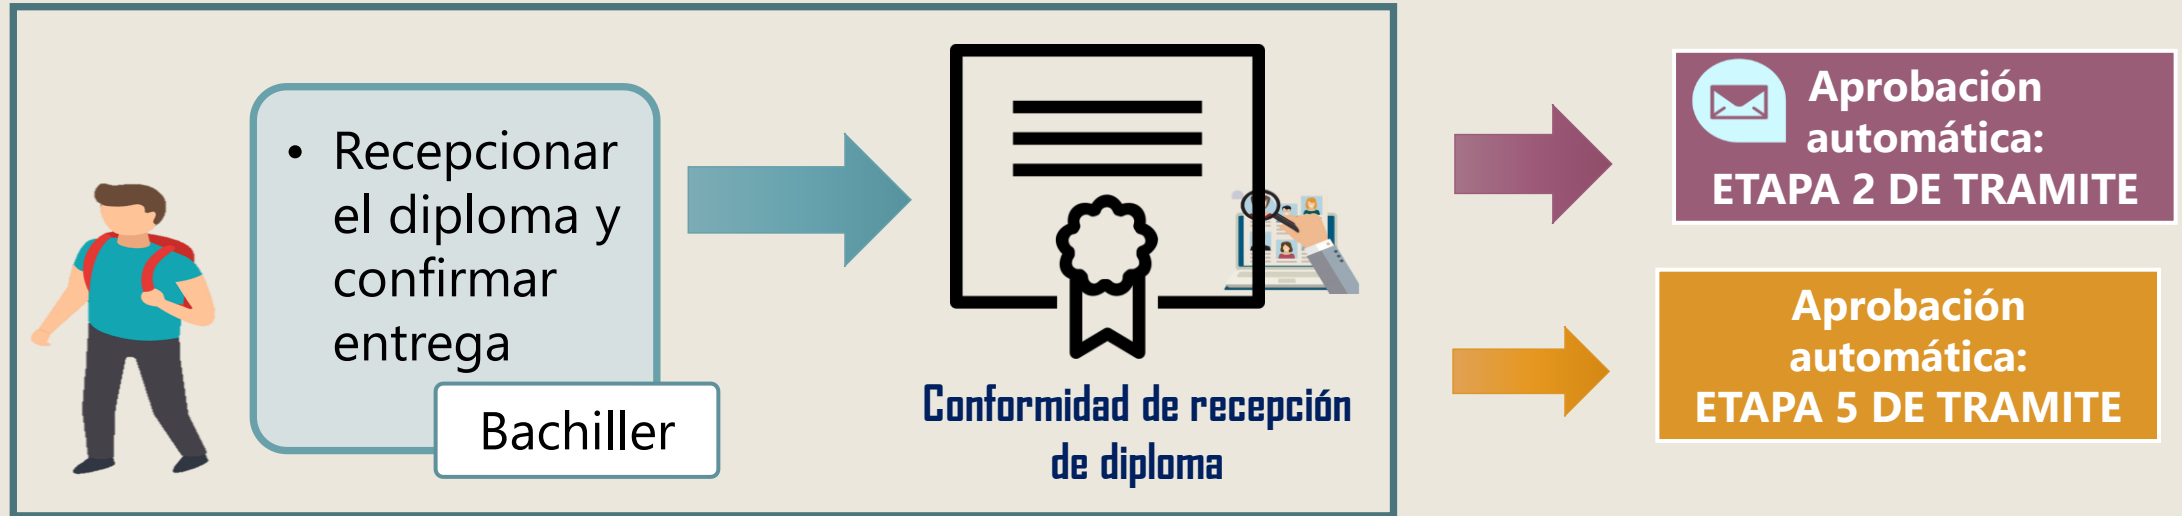 • Recepcionar
el diploma y
confirmar
entrega
Bachiller
Conformidad de recepción
de diploma
Aprobación
automática:
ETAPA 2 DE TRAMITE
Aprobación
automática:
ETAPA 5 DE TRAMITE